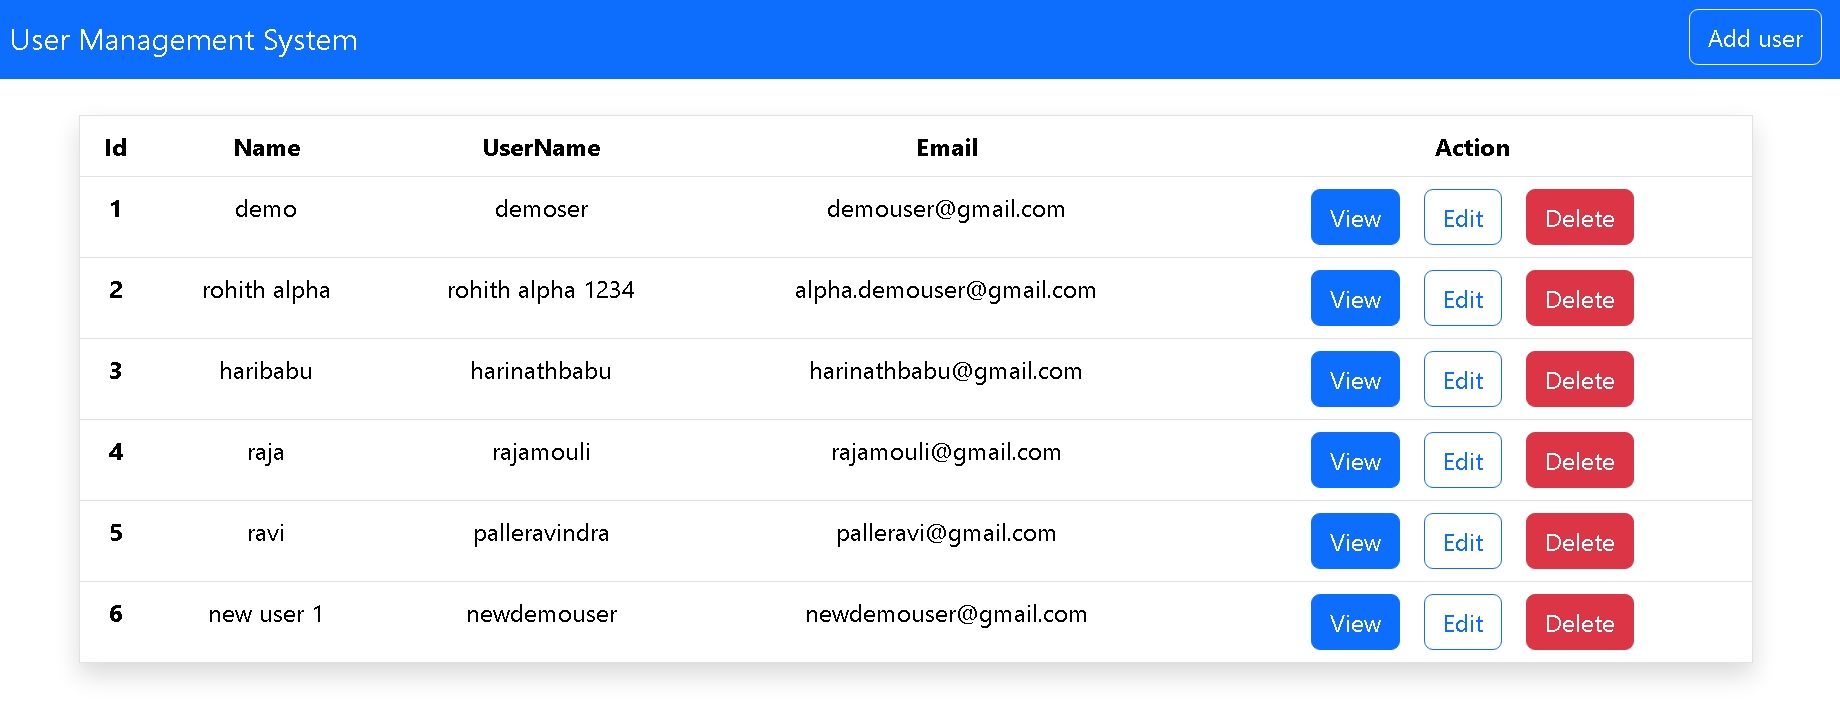 User Management System Add user
Id Name UserName Email Action
1 demo demoser demouser@gmail.com View Edit Delete
2 rohith alpha rohith alpha 1234 alpha.demouser@gmail.com View Edit Delete
3 haribabu harinathbabu harinathbabu@gmail.com View Edit Delete
4 raja rajamouli rajamouli@gmail.com View Edit Delete
5 ravi palleravindra palleravi@gmail.com View Edit Delete
6 new user 1 newdemouser newdemouser@gmail.com View Edit Delete